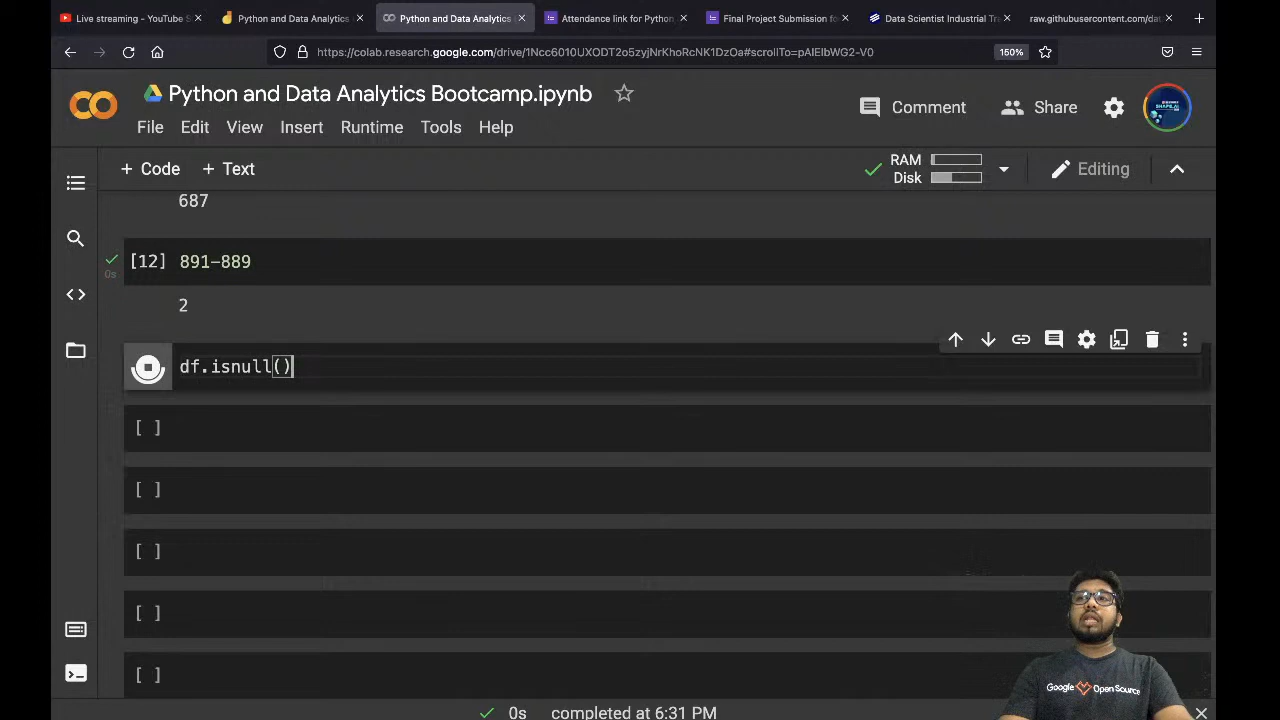 Live streaming - YouTube S
Python and Data Analytics
Python and Data Analytics
Attendance link for Python,
Final Project Submission fo
Data Scientist Industrial Tr
raw.githubusercontent.com/dat
https://colab.research.google.com/drive/1Ncc6010UXODT2o5zyjNrKhoRcNK1DzOa#scrollTo=pAIEIbWG2-V0
150%
Python and Data Analytics Bootcamp.ipynb
Comment
Share
File Edit View Insert Runtime Tools Help
+ Code + Text
RAM
Disk
Editing
687
[12] 891-889
0s
2
df.isnull()
[ ]
[ ]
[ ]
[ ]
[ ]
Google Open Source
0s completed at 6:31 PM